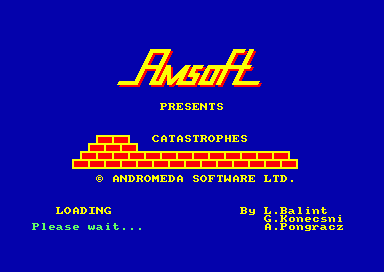 Amsoft
PRESENTS
CATASTROPHES
© ANDROMEDA SOFTWARE LTD.
LOADING
Please wait...
By L.Balint
G.Konecsni
A.Pongracz